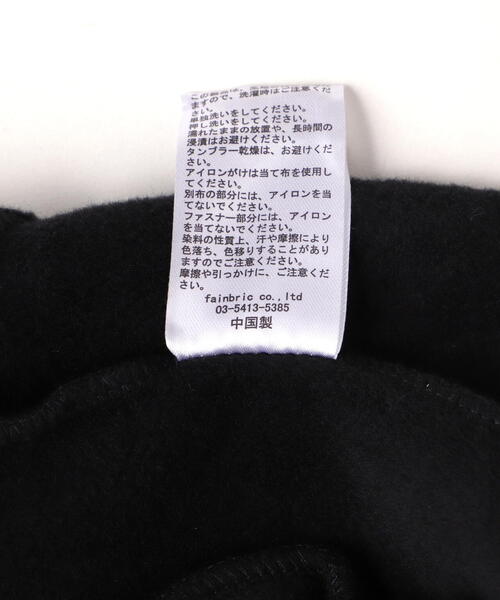 この製品は、
ますので、洗濯時はご注意くだ
さい。
単独洗いをしてください。
押し洗いをしてください。
濡れたままの放置や、長時間の
浸漬はお避けください。
タンブラー乾燥は、お避けくださ
い。
アイロンがけは当て布を使用し
てください。
別布の部分には、アイロンを当
てないでください。
ファスナー部分には、アイロン
を当てないでください。
染料の性質上、汗や摩擦により
色落ち、色移りすることがあり
ますのでご注意ください。
摩擦や引っかけに、ご注意くださ
い。
fainbric co.,ltd
03-5413-5385
中国製